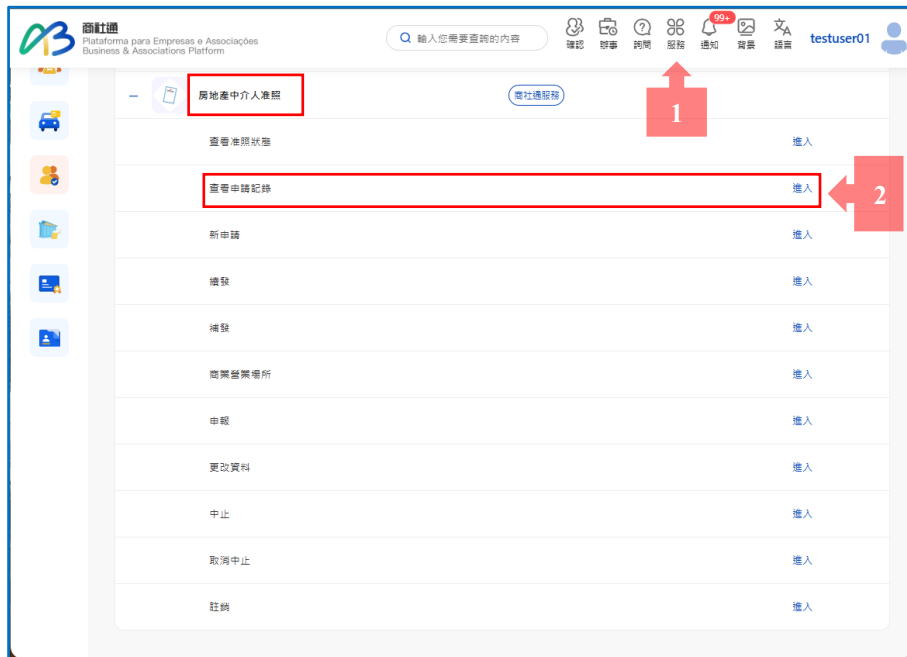 商社通
Plataforma para Empresas e Associações
Business & Associations Platform
輸入您需要查詢的內容
確認
辦事
詢問
服務
99+
通知
背景
語言
testuser01
1
房地產中介人准照
商社通服務
查看准照狀態 進入
查看申請記錄 進入
2
新申請 進入
續發 進入
補發 進入
商業營業場所 進入
申報 進入
更改資料 進入
中止 進入
取消中止 進入
註銷 進入